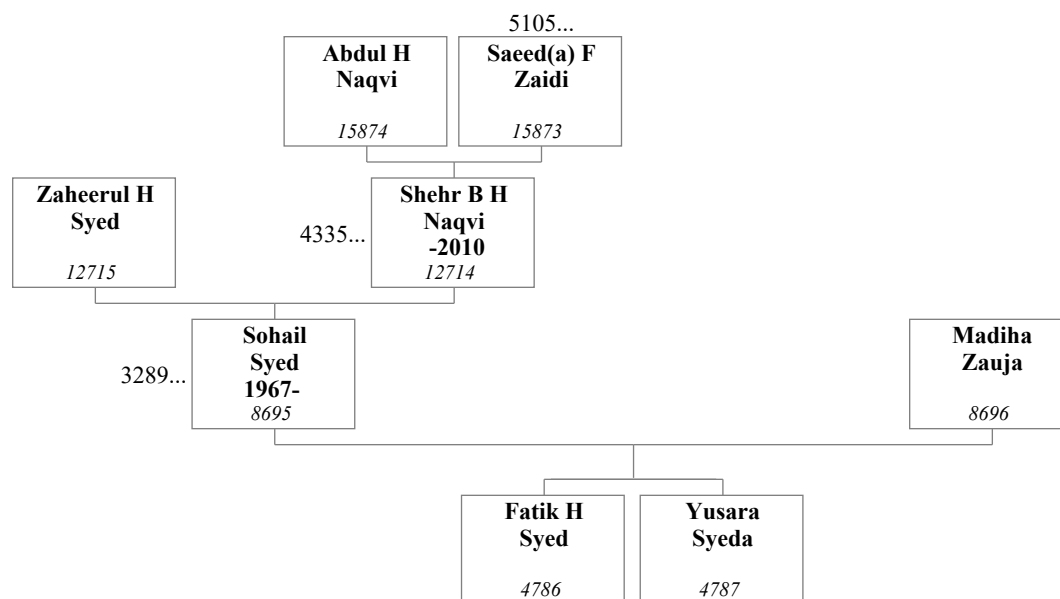 5105...
Abdul H
Naqvi
15874
Saeed(a) F
Zaidi
15873
Zaheerul H
Syed
12715
4335...
Shehr B H
Naqvi
-2010
12714
3289...
Sohail
Syed
1967-
8695
Madiha
Zauja
8696
Fatik H
Syed
4786
Yusara
Syeda
4787